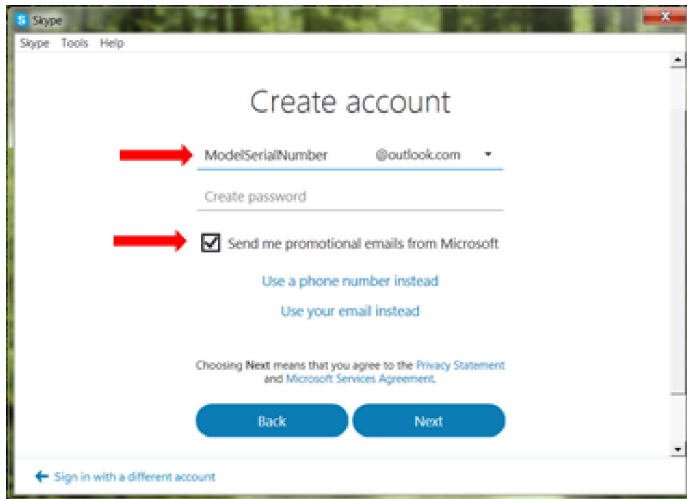 Skype
Skype Tools Help
Create account
ModelSerialNumber @outlook.com
Create password
Send me promotional emails from Microsoft
Use a phone number instead
Use your email instead
Choosing Next means that you agree to the Privacy Statement
and Microsoft Services Agreement.
Back Next
Sign in with a different account